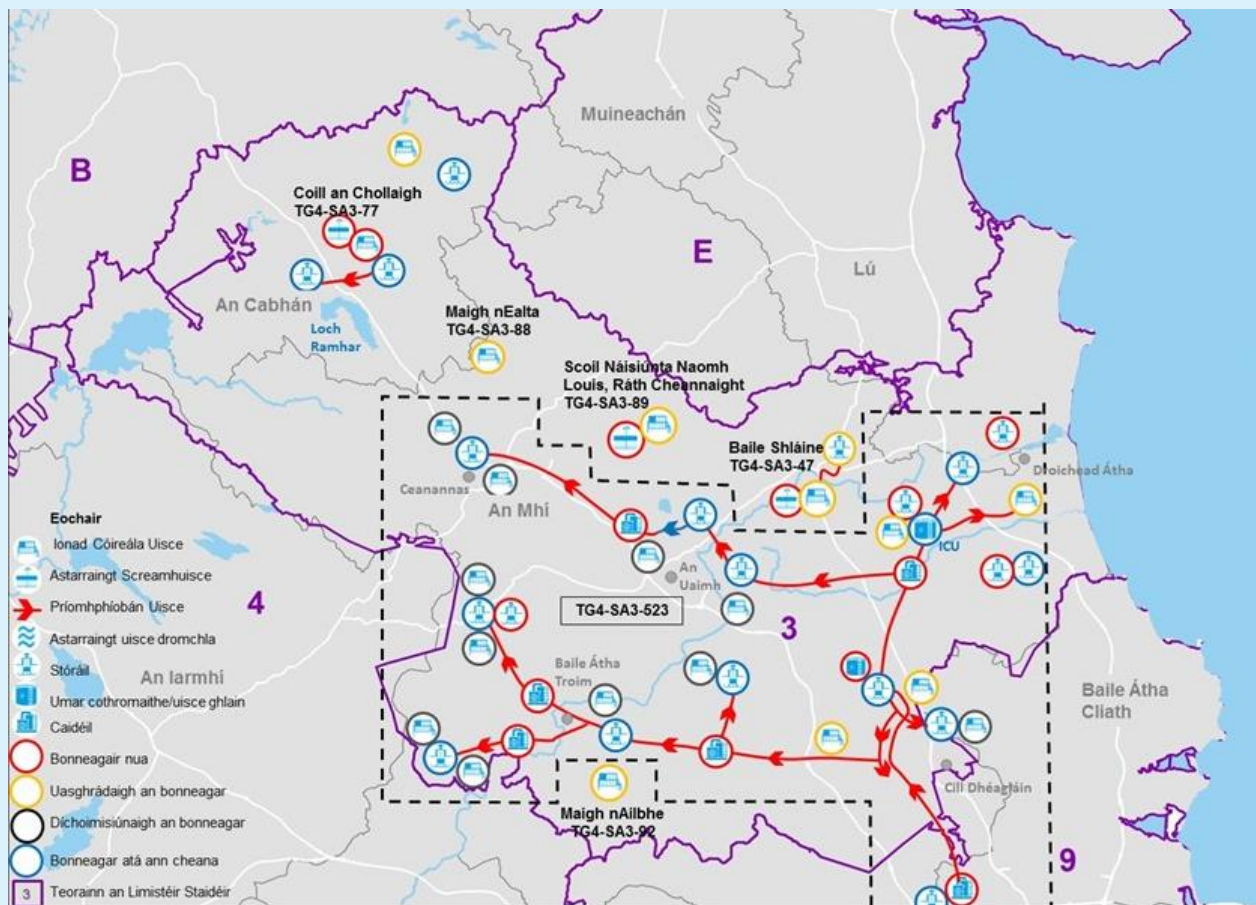 Muineachán
B
Coill an Chollaigh
TG4-SA3-77
E
Lú
An Cabhán
Loch
Ramhar
Maigh nEalta
TG4-SA3-88
Scoil Náisiúnta Naomh
Louis, Ráth Cheannaight
TG4-SA3-89
Baile Shláine
TG4-SA3-47
Droichead Átha
Ceanannas
An Mhí
ICU
An
Uaimh
TG4-SA3-523
3
4
An Iarmhí
Baile Átha
Troim
Baile Átha
Cliath
Cill Dhéagláin
Maigh nAilbhe
TG4-SA3-92
9
Eochair
Ionad Cóireála Uisce
Astarraingt Screamhuisce
Príomhphíobán Uisce
Astarraingt uisce dromchla
Stóráil
Umar cothromaithe/uisce ghlain
Caidéil
Bonneagair nua
Uasghrádaigh an bonneagar
Díchoimisiúnaigh an bonneagar
Bonneagar atá ann cheana
3 Teorainn an Limistéir Staidéir